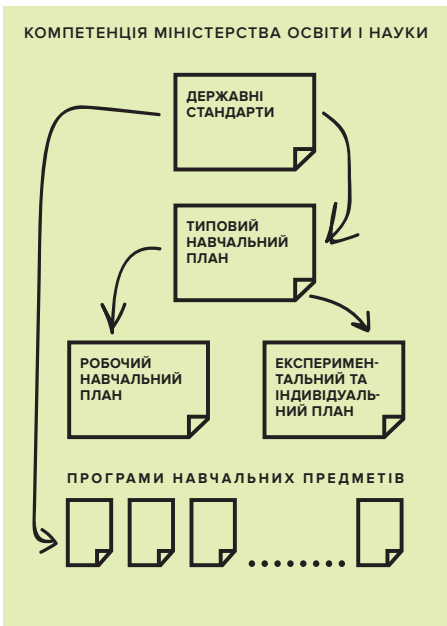 КОМПЕТЕНЦІЯ МІНІСТЕРСТВА ОСВІТИ І НАУКИ
ДЕРЖАВНІ
СТАНДАРТИ
ТИПОВИЙ
НАВЧАЛЬНИЙ
ПЛАН
РОБОЧИЙ
НАВЧАЛЬНИЙ
ПЛАН
ЕКСПЕРИМЕН-
ТАЛЬНИЙ ТА
ІНДИВІДУАЛЬ-
НИЙ ПЛАН
ПРОГРАМИ НАВЧАЛЬНИХ ПРЕДМЕТІВ